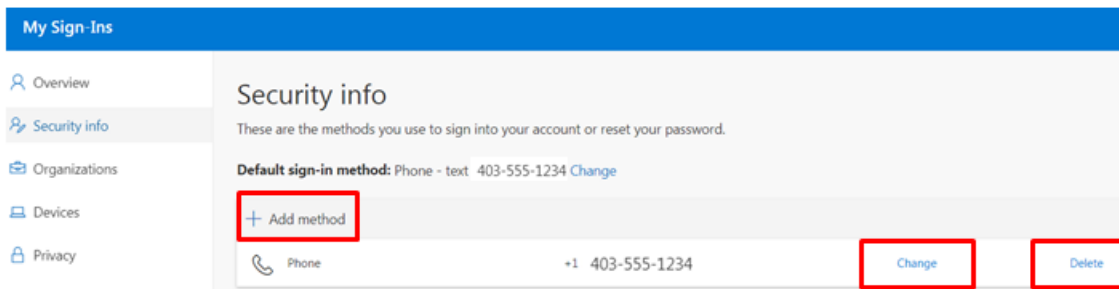 My Sign-Ins
Overview
Security info
Organizations
Devices
Privacy
Security info
These are the methods you use to sign into your account or reset your password.
Default sign-in method: Phone - text 403-555-1234 Change
+ Add method
Phone +1 403-555-1234 Change Delete